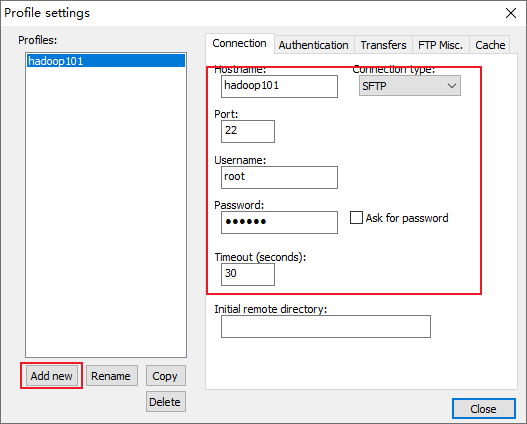 Profile settings
Profiles:
hadoop101
Add new
Rename
Copy
Delete
Connection
Authentication
Transfers
FTP Misc.
Cache
Hostname:
Connection type:
hadoop101
SFTP
Port:
22
Username:
root
Password:
●●●●●●
Ask for password
Timeout (seconds):
30
Initial remote directory:
Close